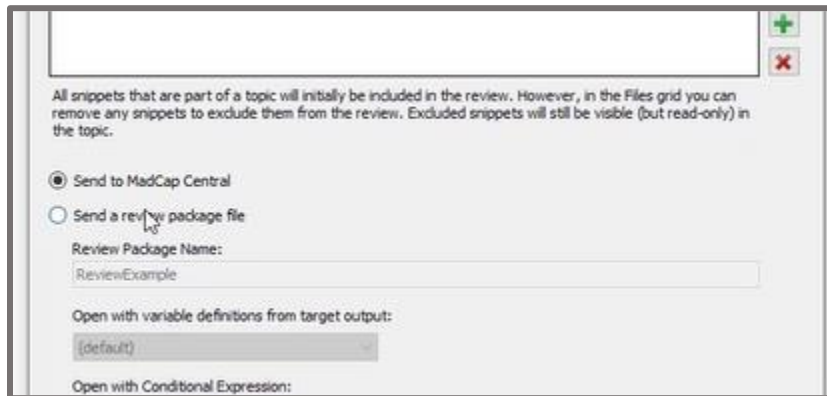 All snippets that are part of a topic will initially be included in the review. However, in the Files grid you can
remove any snippets to exclude them from the review. Excluded snippets will still be visible (but read-only) in
the topic.
Send to MadCap Central
Send a review package file
Review Package Name:
ReviewExample
Open with variable definitions from target output:
(default)
Open with Conditional Expression: